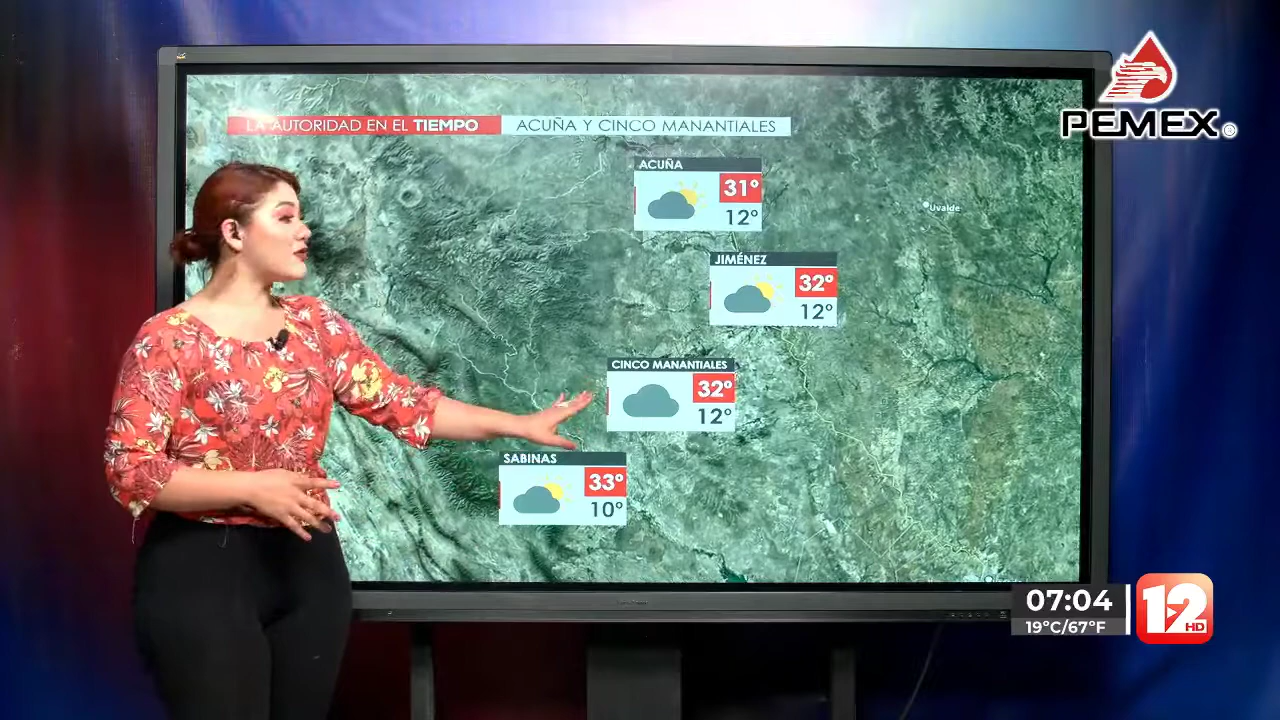 PEMEX®
LA AUTORIDAD EN EL TIEMPO ACUÑA Y CINCO MANANTIALES
ACUÑA
31°
12°
Uvalde
JIMÉNEZ
32°
12°
CINCO MANANTIALES
32°
12°
SABINAS
33°
10°
07:04
19°C/67°F
12
HD